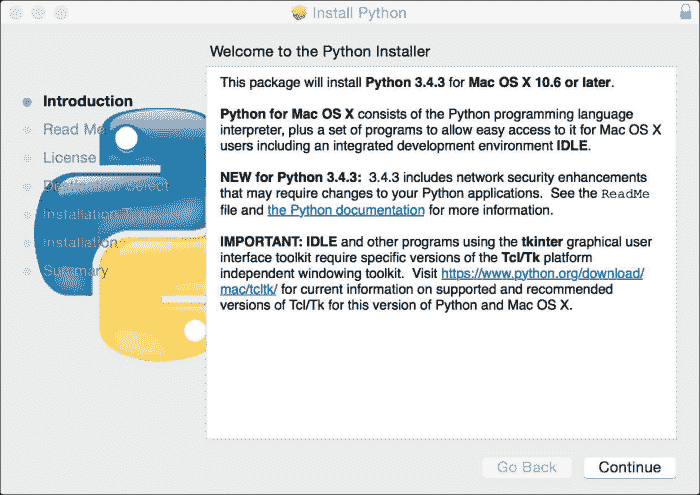 Install Python
Welcome to the Python Installer
Introduction
Read Me
License
Destination Select
Installation Type
Installation
Summary
This package will install Python 3.4.3 for Mac OS X 10.6 or later.
Python for Mac OS X consists of the Python programming language
interpreter, plus a set of programs to allow easy access to it for Mac OS X
users including an integrated development environment IDLE.
NEW for Python 3.4.3: 3.4.3 includes network security enhancements
that may require changes to your Python applications. See the ReadMe
file and the Python documentation for more information.
IMPORTANT: IDLE and other programs using the tkinter graphical user
interface toolkit require specific versions of the Tcl/Tk platform
independent windowing toolkit. Visit https://www.python.org/download/
mac/tcltk/ for current information on supported and recommended
versions of Tcl/Tk for this version of Python and Mac OS X.
Go Back
Continue